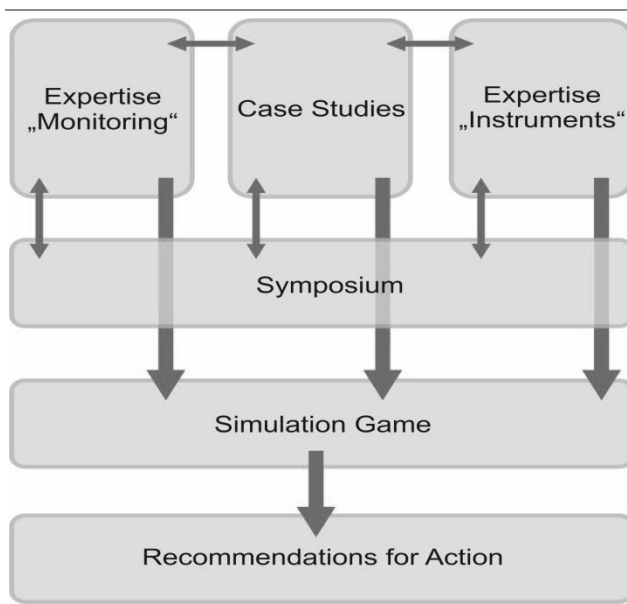 Expertise
„Monitoring“
Case Studies
Expertise
„Instruments“
Symposium
Simulation Game
Recommendations for Action